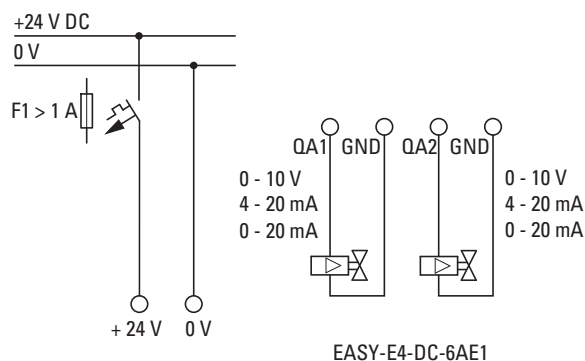 +24 V DC
0 V
F1 > 1 A
QA1 GND QA2 GND
0 - 10 V
4 - 20 mA
0 - 20 mA
0 - 10 V
4 - 20 mA
0 - 20 mA
+ 24 V 0 V
EASY-E4-DC-6AE1